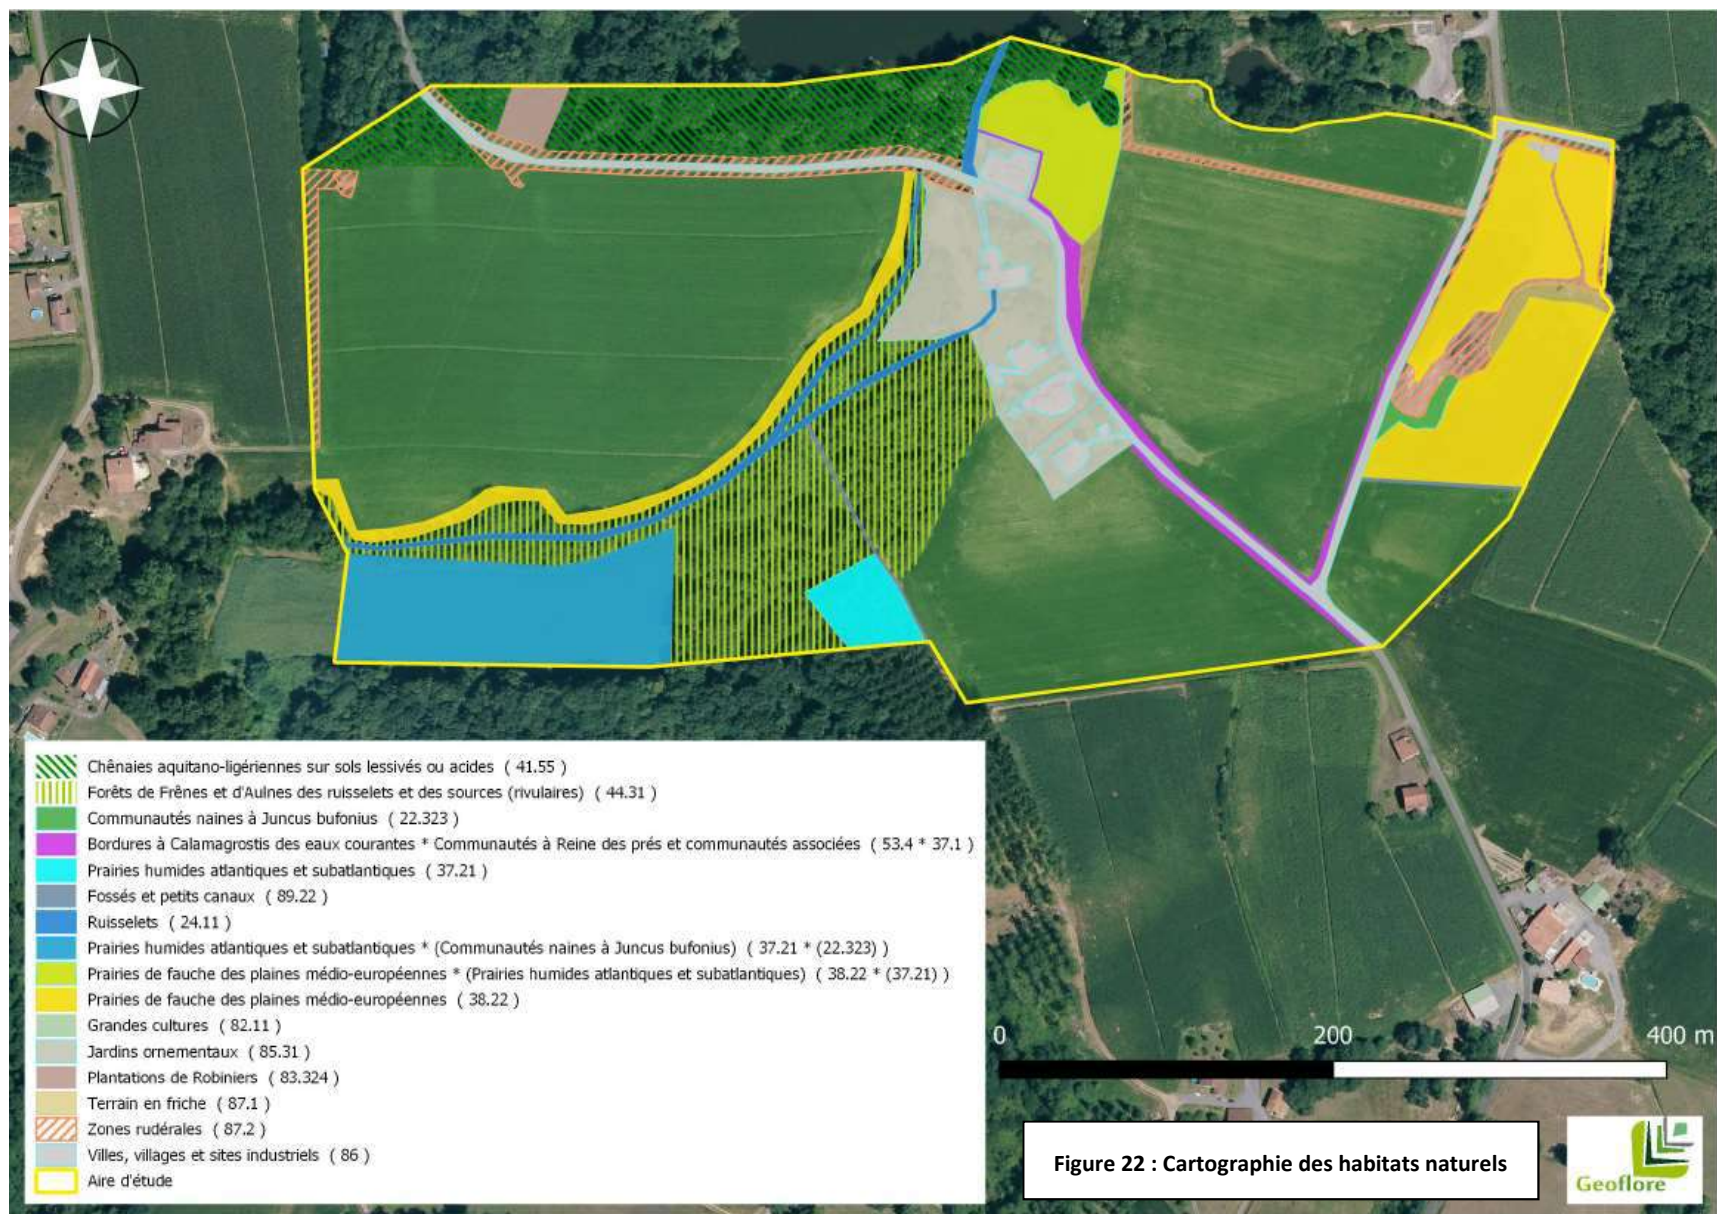 Chênaies aquitano-ligériennes sur sols lessivés ou acides ( 41.55 )
Forêts de Frênes et d'Aulnes des ruisselets et des sources (rivulaires) ( 44.31 )
Communautés naines à Juncus bufonius ( 22.323 )
Bordures à Calamagrostis des eaux courantes * Communautés à Reine des prés et communautés associées ( 53.4 * 37.1 )
Prairies humides atlantiques et subatlantiques ( 37.21 )
Fossés et petits canaux ( 89.22 )
Ruisselets ( 24.11 )
Prairies humides atlantiques et subatlantiques * (Communautés naines à Juncus bufonius) ( 37.21 * (22.323) )
Prairies de fauche des plaines médio-européennes * (Prairies humides atlantiques et subatlantiques) ( 38.22 * (37.21) )
Prairies de fauche des plaines médio-européennes ( 38.22 )
Grandes cultures ( 82.11 )
Jardins ornementaux ( 85.31 )
Plantations de Robiniers ( 83.324 )
Terrain en friche ( 87.1 )
Zones rudérales ( 87.2 )
Villes, villages et sites industriels ( 86 )
Aire d'étude
0 200 400 m
Figure 22 : Cartographie des habitats naturels
Geoflore